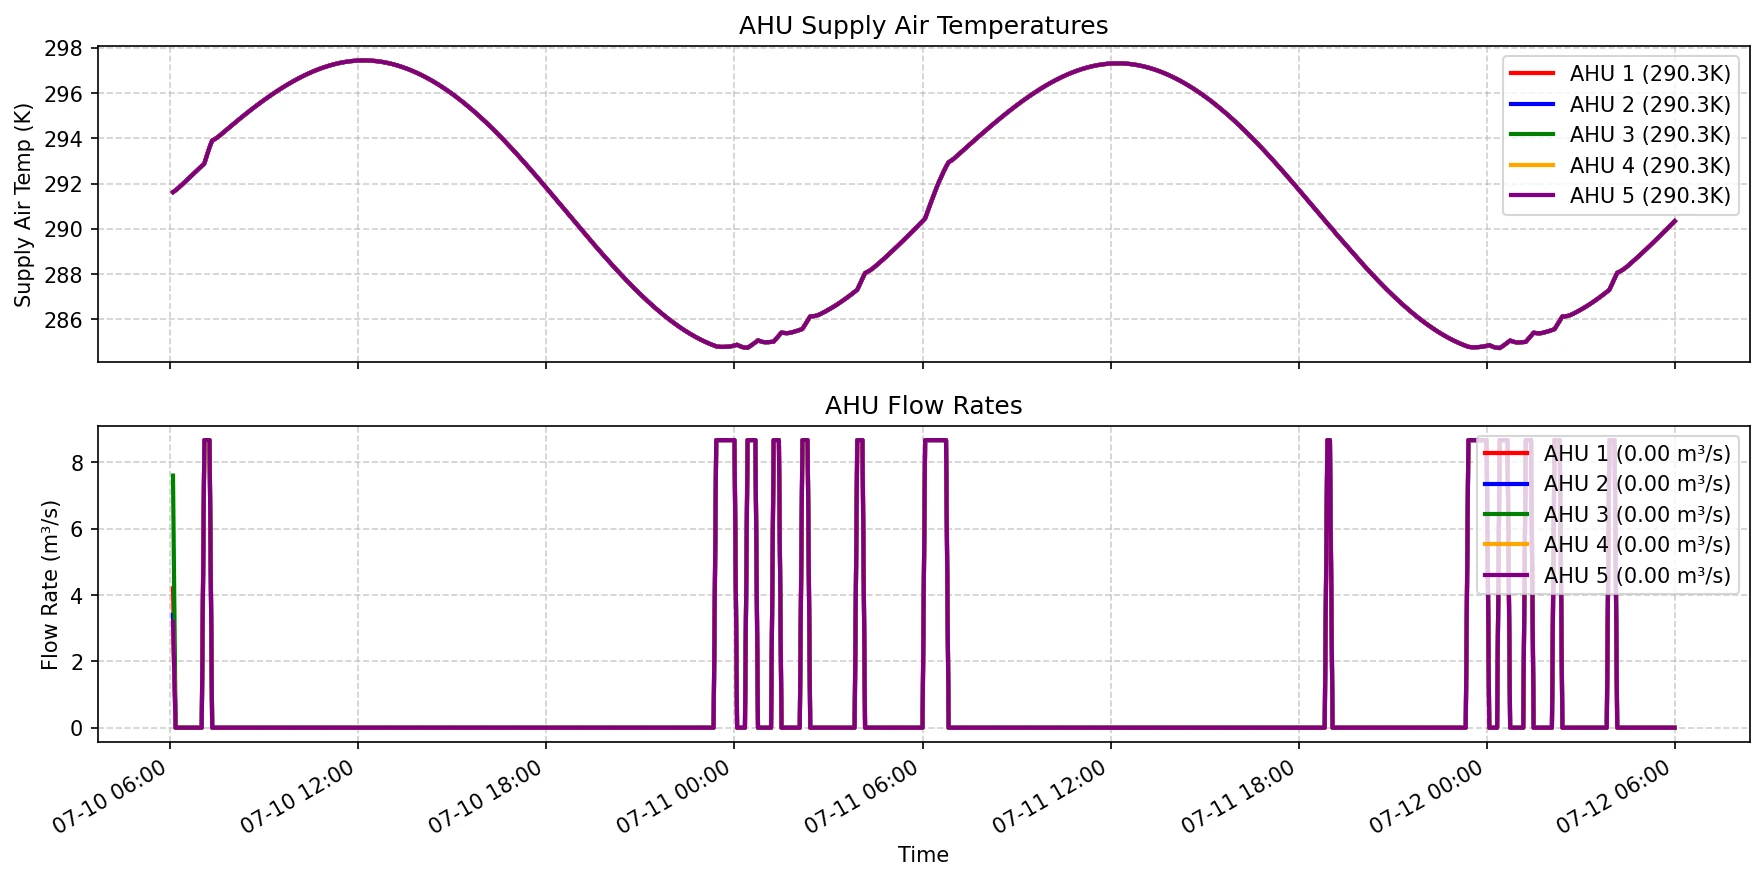 AHU Supply Air Temperatures
Supply Air Temp (K)
298
296
294
292
290
288
286
AHU 1 (290.3K)
AHU 2 (290.3K)
AHU 3 (290.3K)
AHU 4 (290.3K)
AHU 5 (290.3K)
AHU Flow Rates
Flow Rate (m³/s)
8
6
4
2
0
AHU 1 (0.00 m³/s)
AHU 2 (0.00 m³/s)
AHU 3 (0.00 m³/s)
AHU 4 (0.00 m³/s)
AHU 5 (0.00 m³/s)
07-10 06:00
07-10 12:00
07-10 18:00
07-11 00:00
07-11 06:00
07-11 12:00
07-11 18:00
07-12 00:00
07-12 06:00
Time